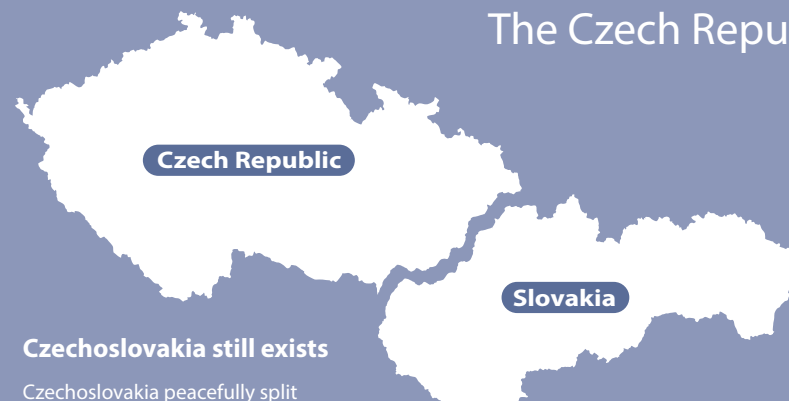 The Czech Repu
Czech Republic
Slovakia
Czechoslovakia still exists
Czechoslovakia peacefully split